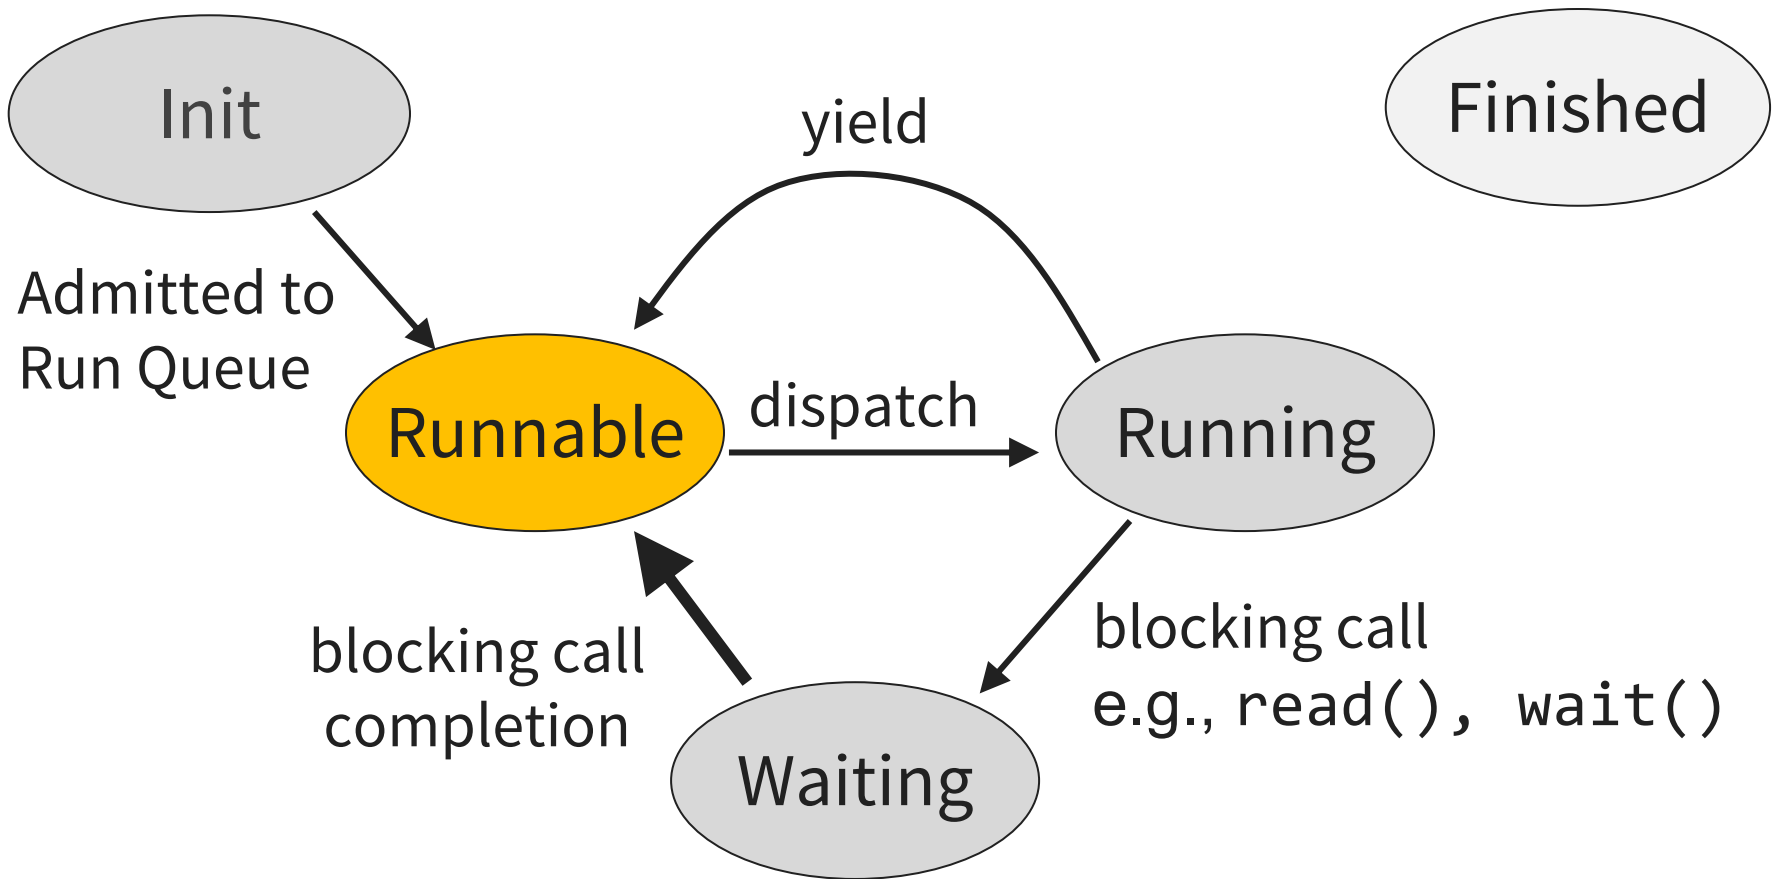 Init
Finished
yield
Admitted to
Run Queue
dispatch
Runnable
Running
blocking call
completion
blocking call
e.g., read(), wait()
Waiting